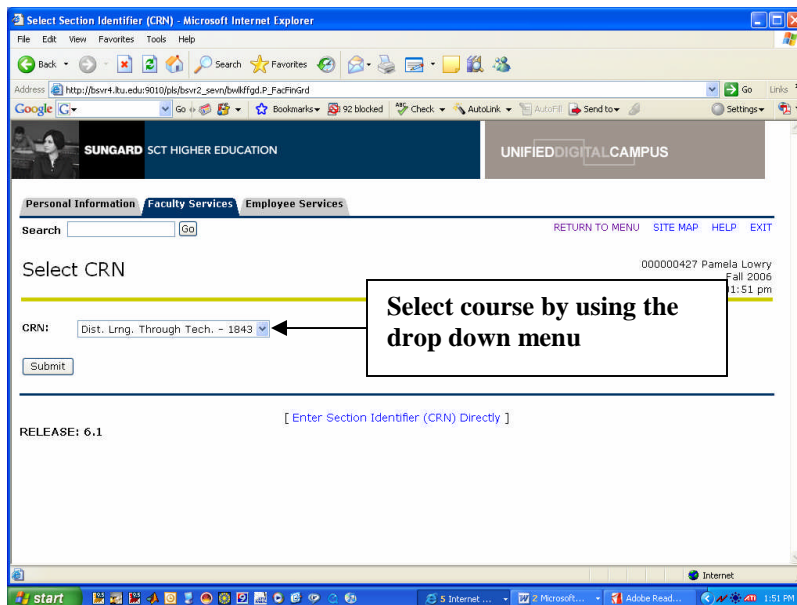 Select Section Identifier (CRN) - Microsoft Internet Explorer
File Edit View Favorites Tools Help
Back Search Favorites
Address http://bsvr4.ltu.edu:9010/pls/bsvr2_sevn/bwlkffgd.P_FacFinGrd Go Links
Google G Go Bookmarks 92 blocked Check AutoLink AutoFill Send to Settings
SUNGARD SCT HIGHER EDUCATION UNIFIEDDIGITALCAMPUS
Personal Information Faculty Services Employee Services
Search Go RETURN TO MENU SITE MAP HELP EXIT
Select CRN
000000427 Pamela Lowry
Fall 2006
1:51 pm
Select course by using the
drop down menu
CRN: Dist. Lrng. Through Tech. - 1843
Submit
[ Enter Section Identifier (CRN) Directly ]
RELEASE: 6.1
Internet
start 5 Internet ... 2 Microsoft... Adobe Read... 1:51 PM